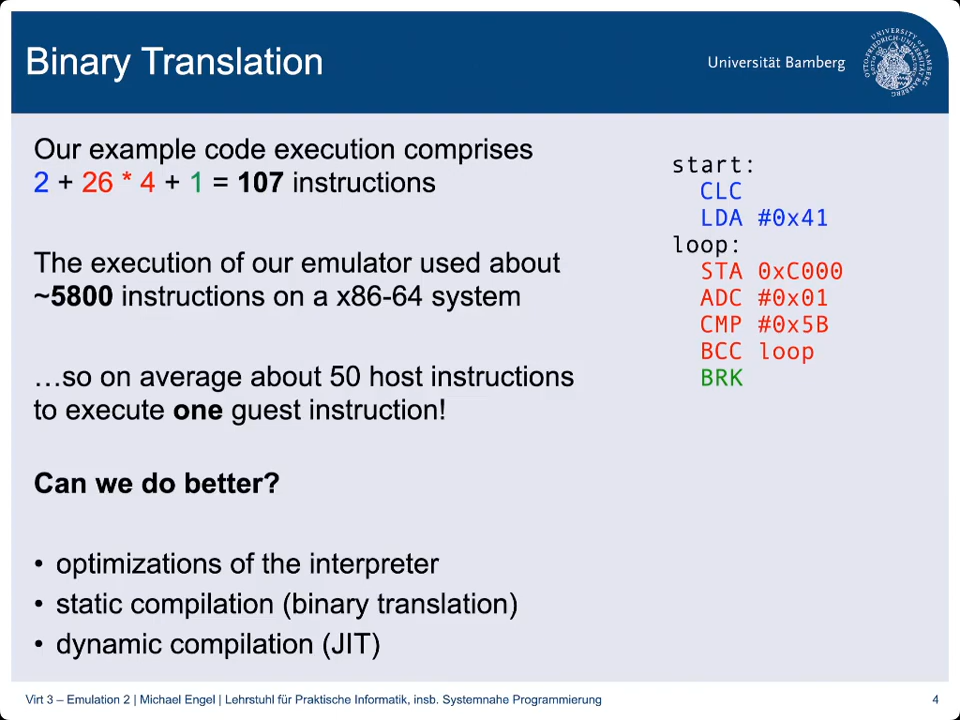 Binary Translation
Universität Bamberg
Our example code execution comprises
2 + 26 * 4 + 1 = 107 instructions
The execution of our emulator used about
~5800 instructions on a x86-64 system
…so on average about 50 host instructions
to execute one guest instruction!
Can we do better?
• optimizations of the interpreter
• static compilation (binary translation)
• dynamic compilation (JIT)
start:
CLC
LDA #0x41
loop:
STA 0xC000
ADC #0x01
CMP #0x5B
BCC loop
BRK
Virt 3 – Emulation 2 | Michael Engel | Lehrstuhl für Praktische Informatik, insb. Systemnahe Programmierung
4